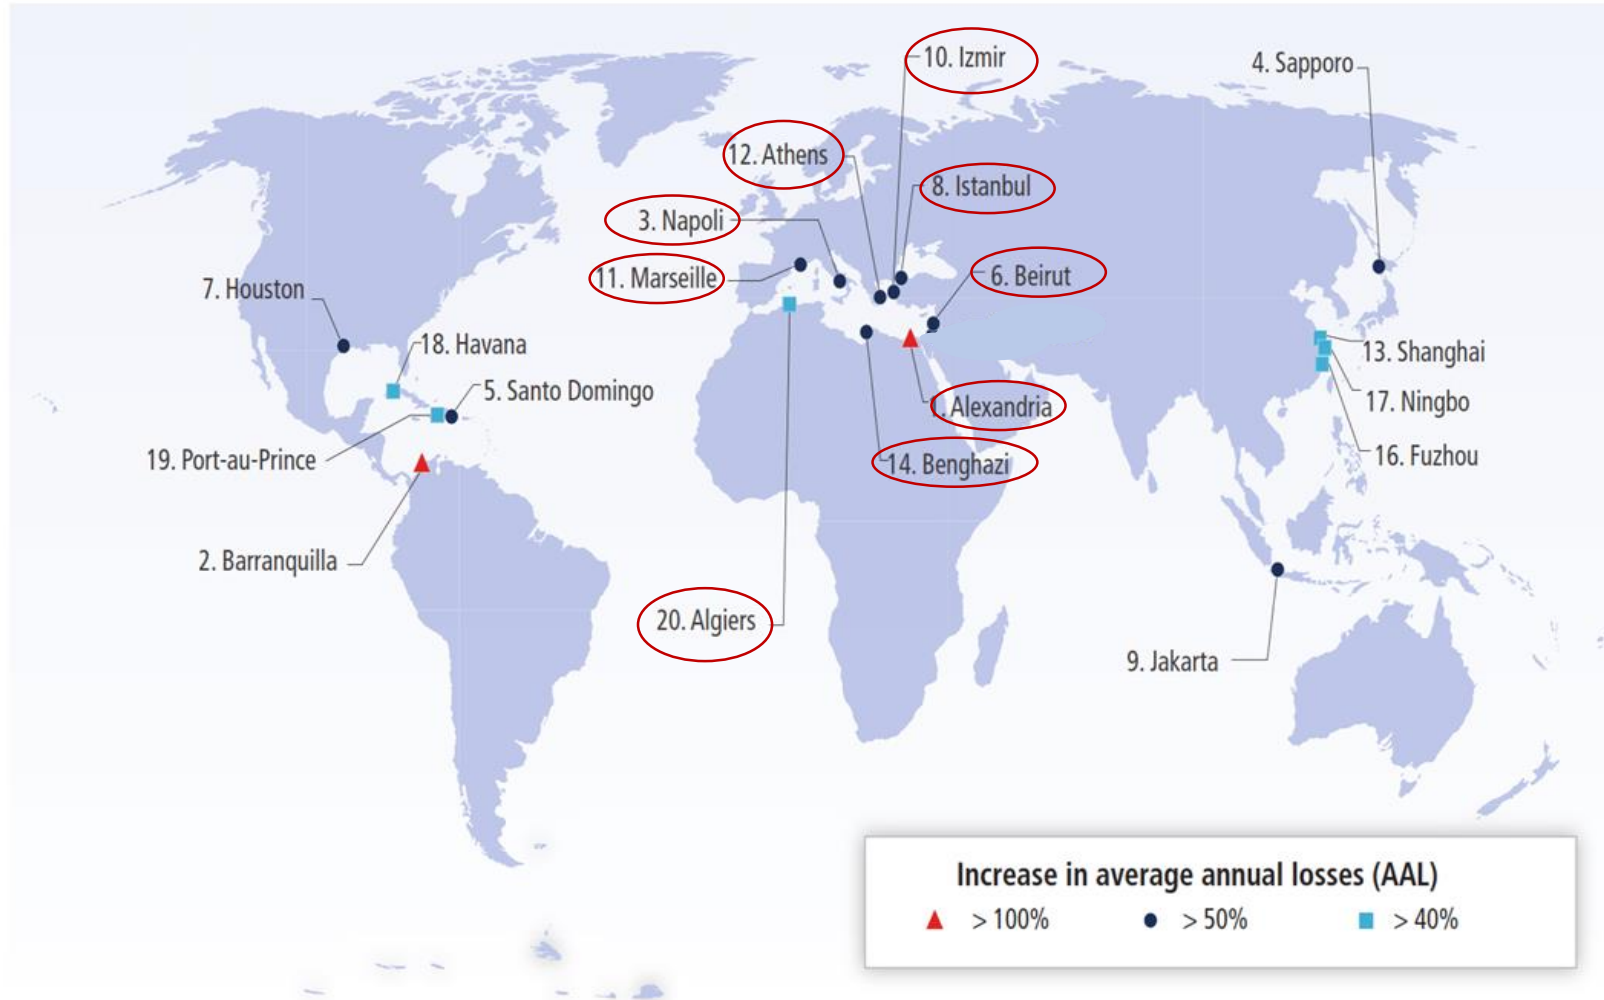 10. Izmir
4. Sapporo
12. Athens
8. Istanbul
3. Napoli
11. Marseille
6. Beirut
7. Houston
18. Havana
13. Shanghai
5. Santo Domingo
17. Ningbo
1. Alexandria
19. Port-au-Prince
14. Benghazi
16. Fuzhou
2. Barranquilla
20. Algiers
9. Jakarta
Increase in average annual losses (AAL)
> 100% > 50% > 40%